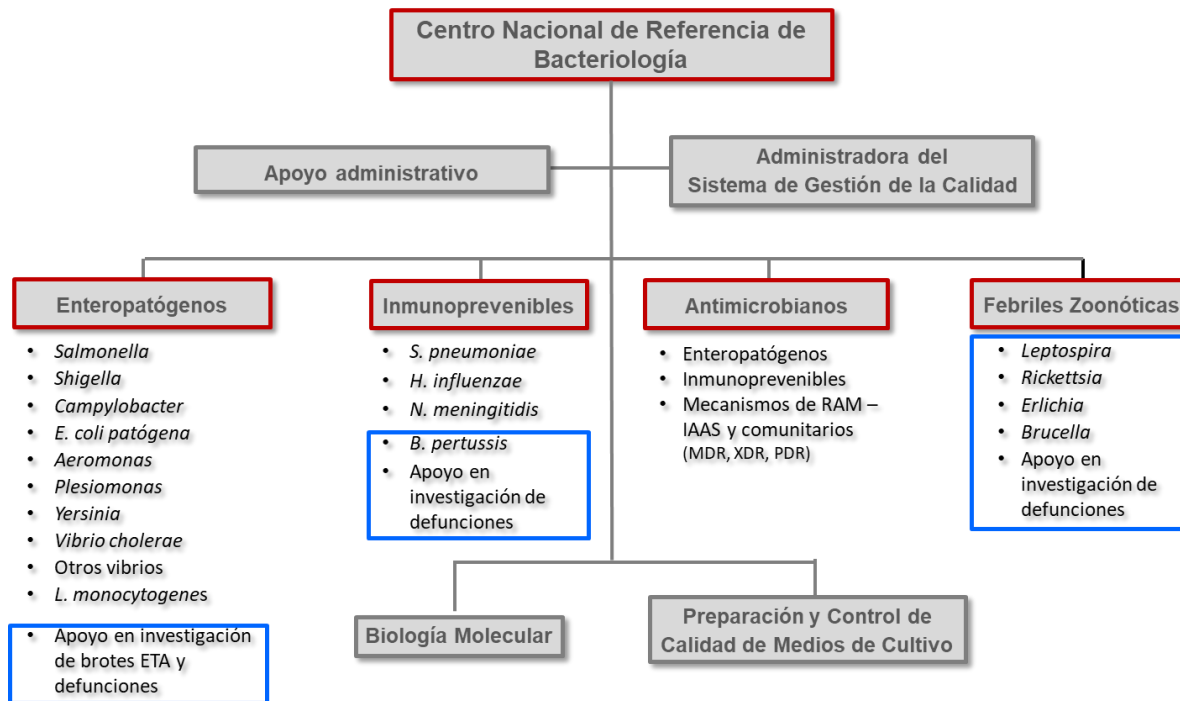 Centro Nacional de Referencia de
Bacteriología
Apoyo administrativo
Administradora del
Sistema de Gestión de la Calidad
Enteropatógenos
• Salmonella
• Shigella
• Campylobacter
• E. coli patógena
• Aeromonas
• Plesiomonas
• Yersinia
• Vibrio cholerae
• Otros vibrios
• L. monocytogenes
• Apoyo en investigación
de brotes ETA y
defunciones
Inmunoprevenibles
• S. pneumoniae
• H. influenzae
• N. meningitidis
• B. pertussis
• Apoyo en
investigación de
defunciones
Antimicrobianos
• Enteropatógenos
• Inmunoprevenibles
• Mecanismos de RAM –
IAAS y comunitarios
(MDR, XDR, PDR)
Febriles Zoonóticas
• Leptospira
• Rickettsia
• Erlichia
• Brucella
• Apoyo en
investigación de
defunciones
Biología Molecular
Preparación y Control de
Calidad de Medios de Cultivo